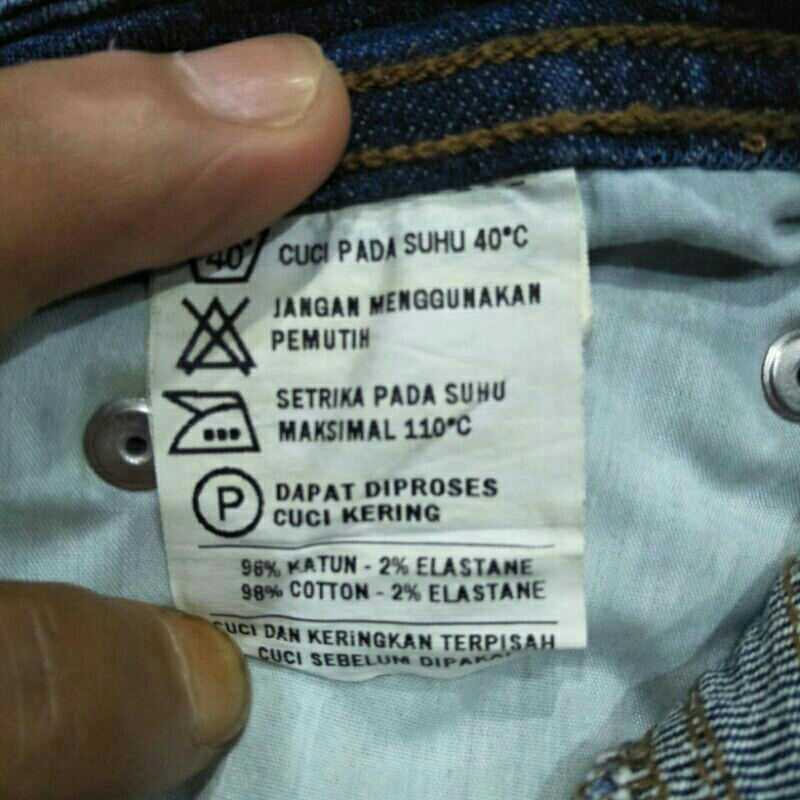 40° CUCI PADA SUHU 40°C
JANGAN MENGGUNAKAN
PEMUTIH
SETRIKA PADA SUHU
MAKSIMAL 110°C
P DAPAT DIPROSES
CUCI KERING
98% KATUN - 2% ELASTANE
98% COTTON - 2% ELASTANE
CUCI DAN KERINGKAN TERPISAH
CUCI SEBELUM